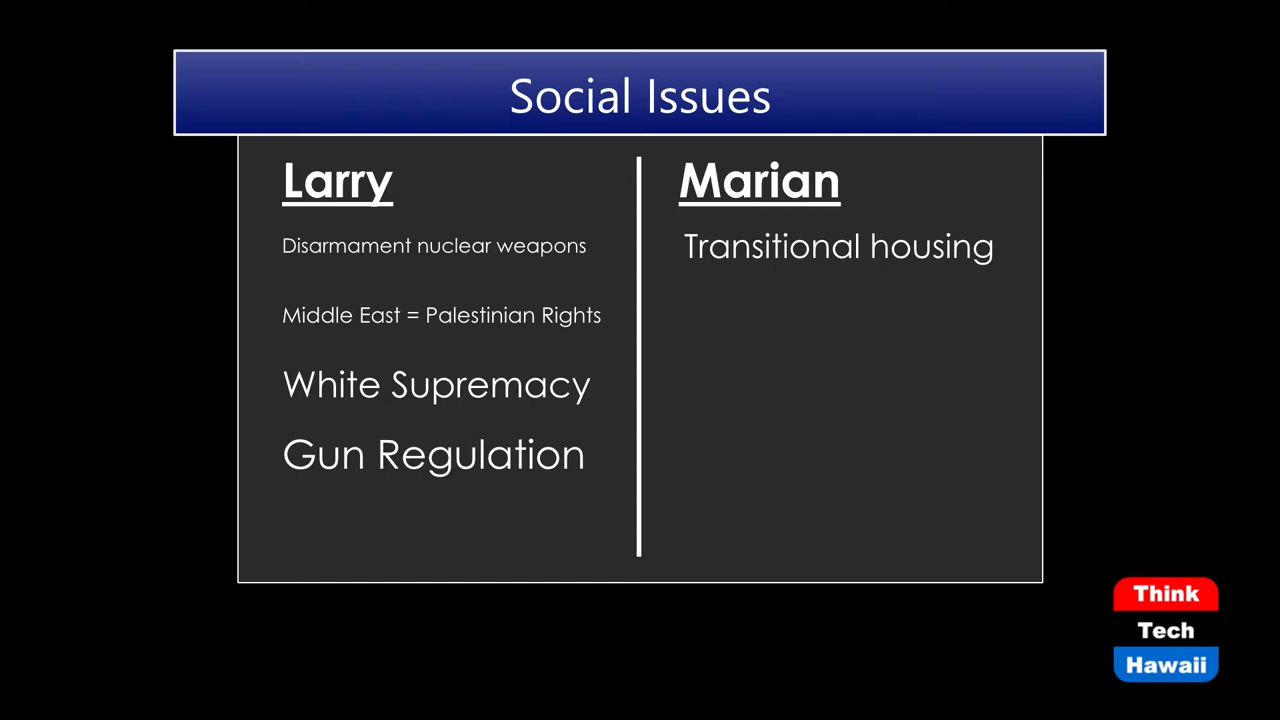 Social Issues
Larry
Disarmament nuclear weapons
Middle East = Palestinian Rights
White Supremacy
Gun Regulation
Marian
Transitional housing
Think
Tech
Hawaii